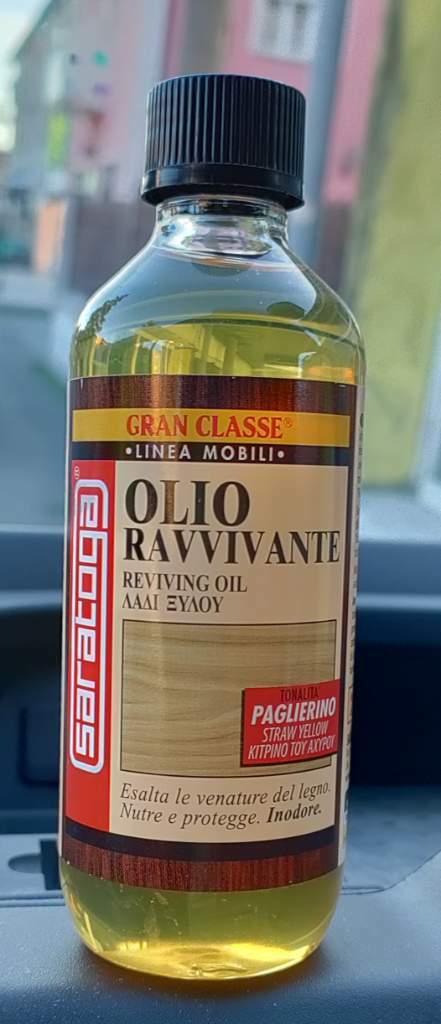 GRAN CLASSE®
•LINEA MOBILI•
saratoga®
OLIO
RAVVIVANTE
REVIVING OIL
ΛΑΔΙ ΞΥΛΟΥ
TONALITÀ
PAGLIERINO
STRAW YELLOW
ΚΙΤΡΙΝΟ ΤΟΥ ΑΧΥΡΟΥ
Esalta le venature del legno.
Nutre e protegge. Inodore.